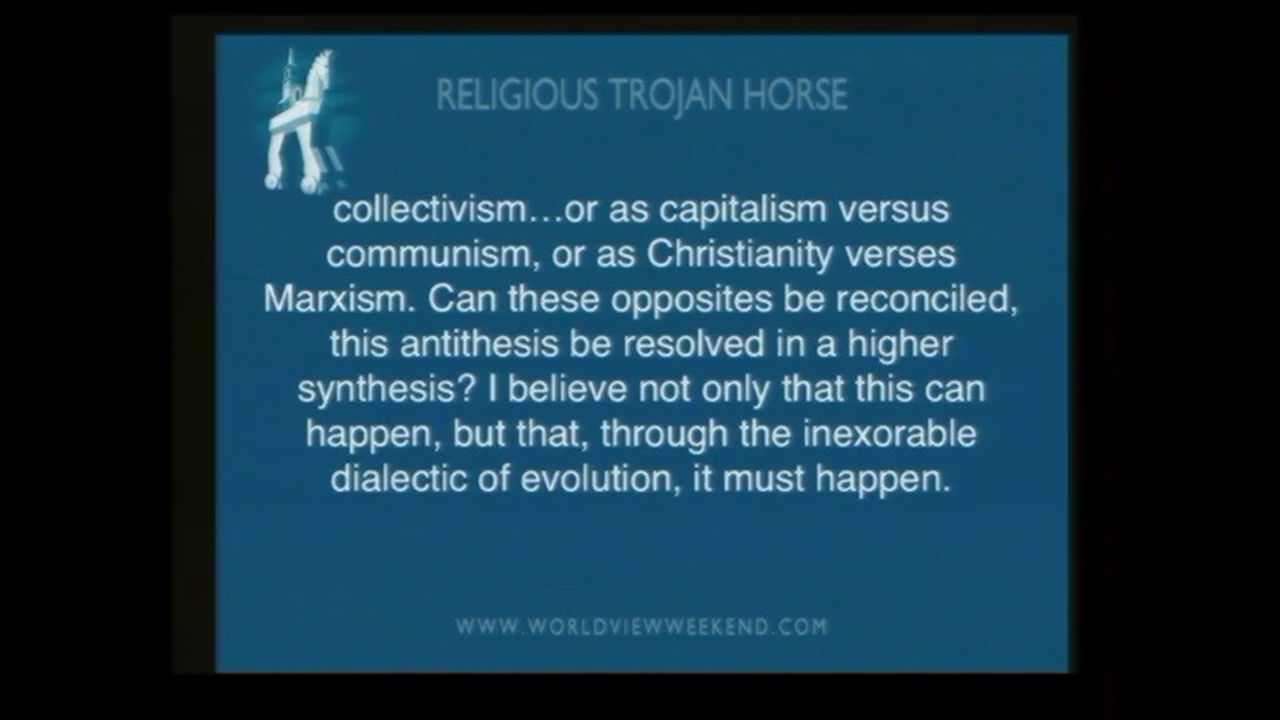 RELIGIOUS TROJAN HORSE
collectivism...or as capitalism versus
communism, or as Christianity verses
Marxism. Can these opposites be reconciled,
this antithesis be resolved in a higher
synthesis? I believe not only that this can
happen, but that, through the inexorable
dialectic of evolution, it must happen.
WWW.WORLDVIEWWEEKEND.COM